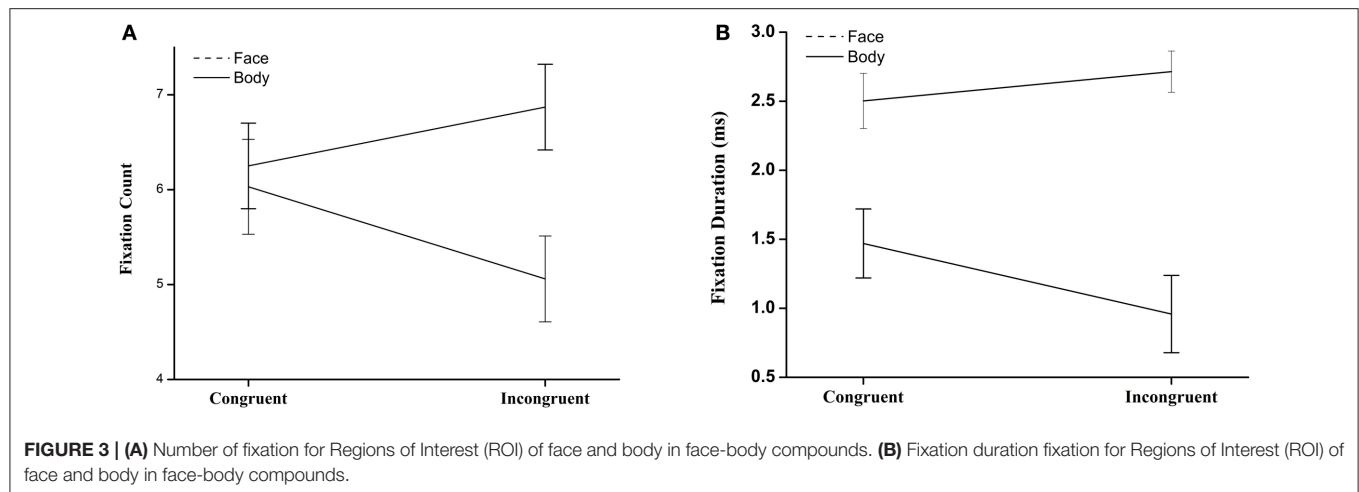 A
Face
Body
7
6
5
4
Fixation Count
Congruent
Incongruent
B
Face
Body
3.0
2.5
2.0
1.5
1.0
0.5
Fixation Duration (ms)
Congruent
Incongruent
FIGURE 3 | (A) Number of fixation for Regions of Interest (ROI) of face and body in face-body compounds. (B) Fixation duration fixation for Regions of Interest (ROI) of
face and body in face-body compounds.